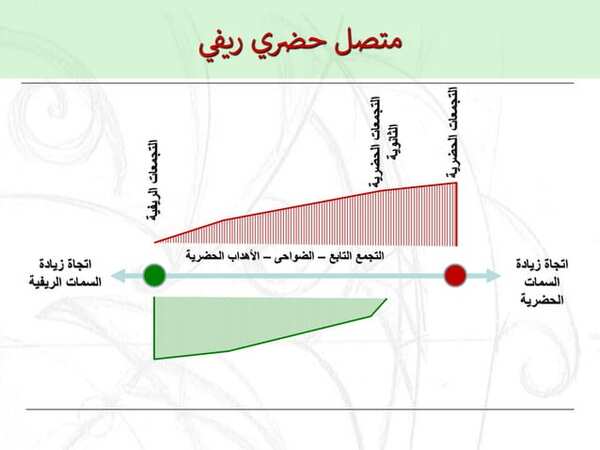 متصل حضري ريفي
التجمعات الحضرية
التجمعات الحضرية
الثانوية
التجمعات الريفية
التجمع التابع – الضواحى – الأهداب الحضرية
اتجاة زيادة
السمات
الحضرية
اتجاة زيادة
السمات الريفية